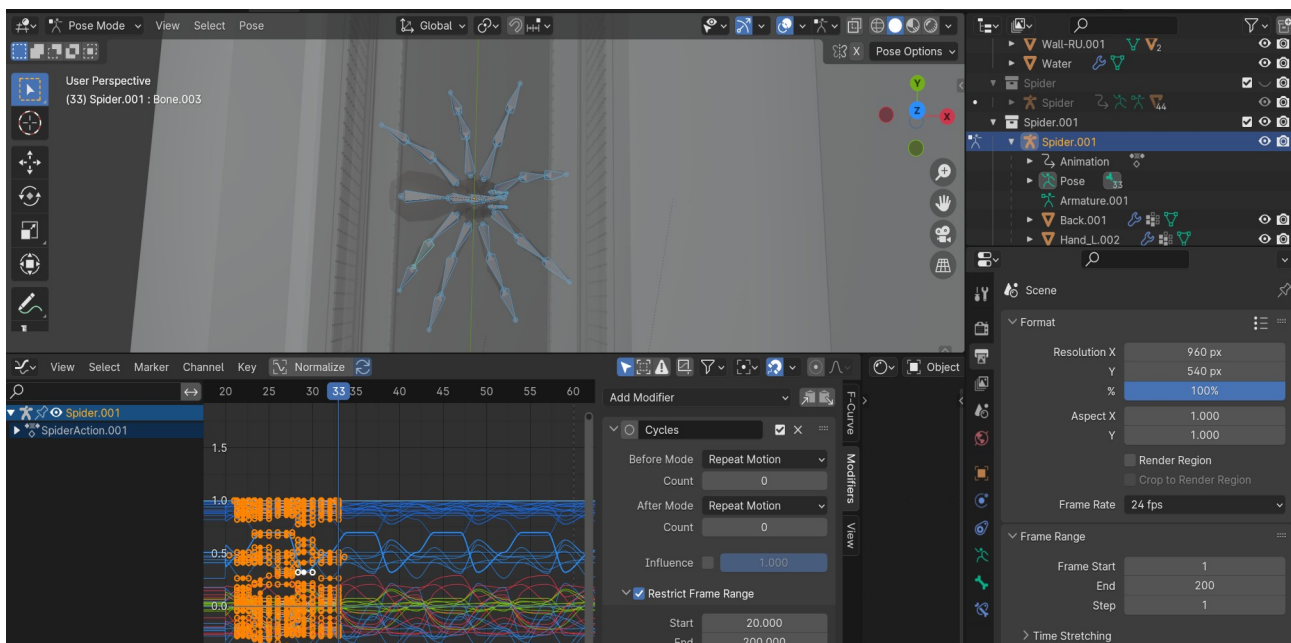 Pose Mode View Select Pose Global Pose Options
X
User Perspective
(33) Spider.001 : Bone.003
Y
Z
X
Wall-RU.001 2
Water
Spider
Spider 44
Spider.001
Spider.001
Animation
Pose 33
Armature.001
Back.001
Hand_L.002
Scene
Format
Resolution X 960 px
Y 540 px
% 100%
Aspect X 1.000
Y 1.000
Render Region
Crop to Render Region
Frame Rate 24 fps
Frame Range
Frame Start 1
End 200
Step 1
Time Stretching
View Select Marker Channel Key Normalize Object
20 25 30 33 35 40 45 50 55 60
Spider.001
SpiderAction.001
1.5
1.0
0.5
0.0
Add Modifier
Cycles
Before Mode Repeat Motion
Count 0
After Mode Repeat Motion
Count 0
Influence 1.000
Restrict Frame Range
Start 20.000
End 200.000
F-Curve
Modifiers
View